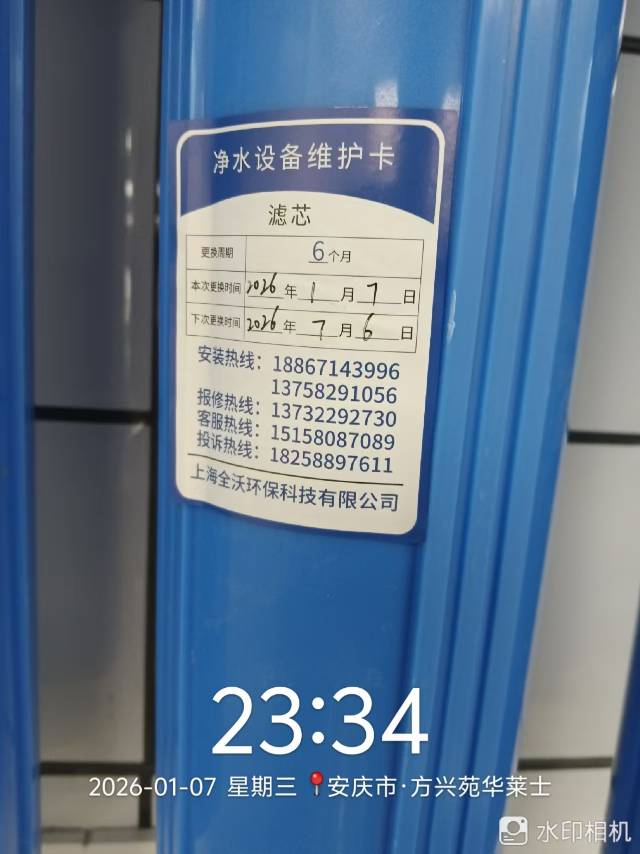 净水设备维护卡
滤芯
更换周期 6个月
本次更换时间 2026年1月7日
下次更换时间 2026年7月6日
安装热线：18867143996
13758291056
报修热线：13732292730
客服热线：15158087089
投诉热线：18258897611
上海全沃环保科技有限公司
23:34
2026-01-07 星期三 安庆市·方兴苑华莱士
水印相机